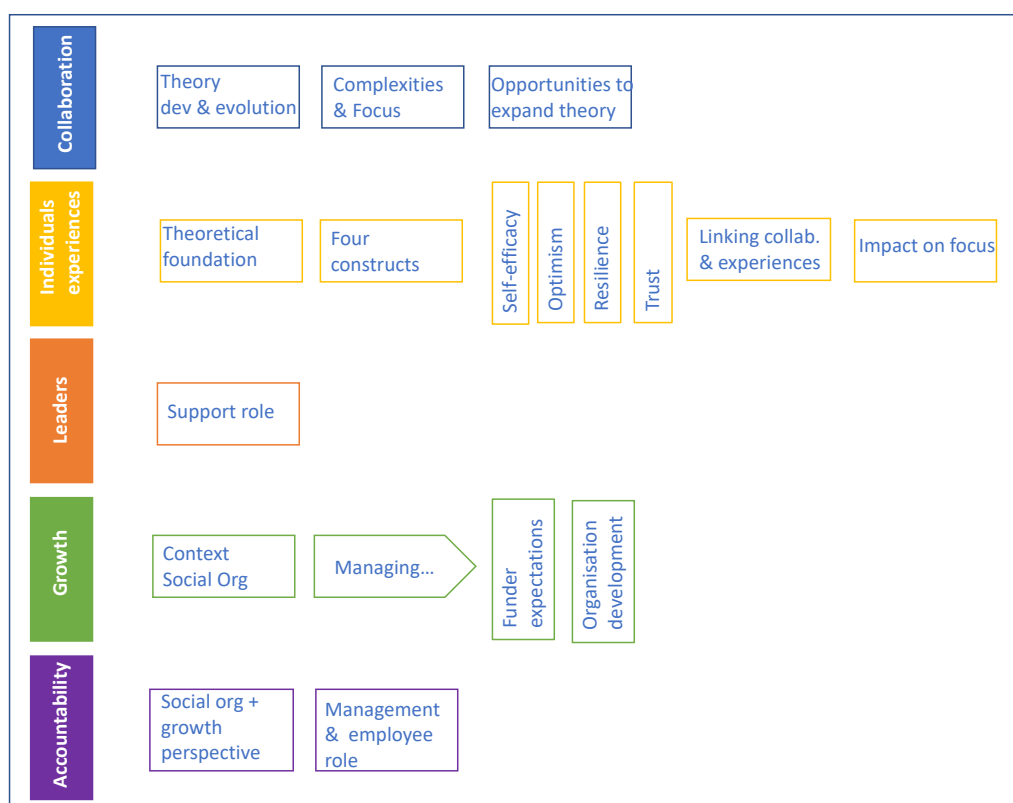 Collaboration
Theory
dev & evolution
Complexities
& Focus
Opportunities to
expand theory
Individuals
experiences
Theoretical
foundation
Four
constructs
Self-efficacy
Optimism
Resilience
Trust
Linking collab.
& experiences
Impact on focus
Leaders
Support role
Growth
Context
Social Org
Managing...
Funder
expectations
Organisation
development
Accountability
Social org +
growth
perspective
Management
& employee
role